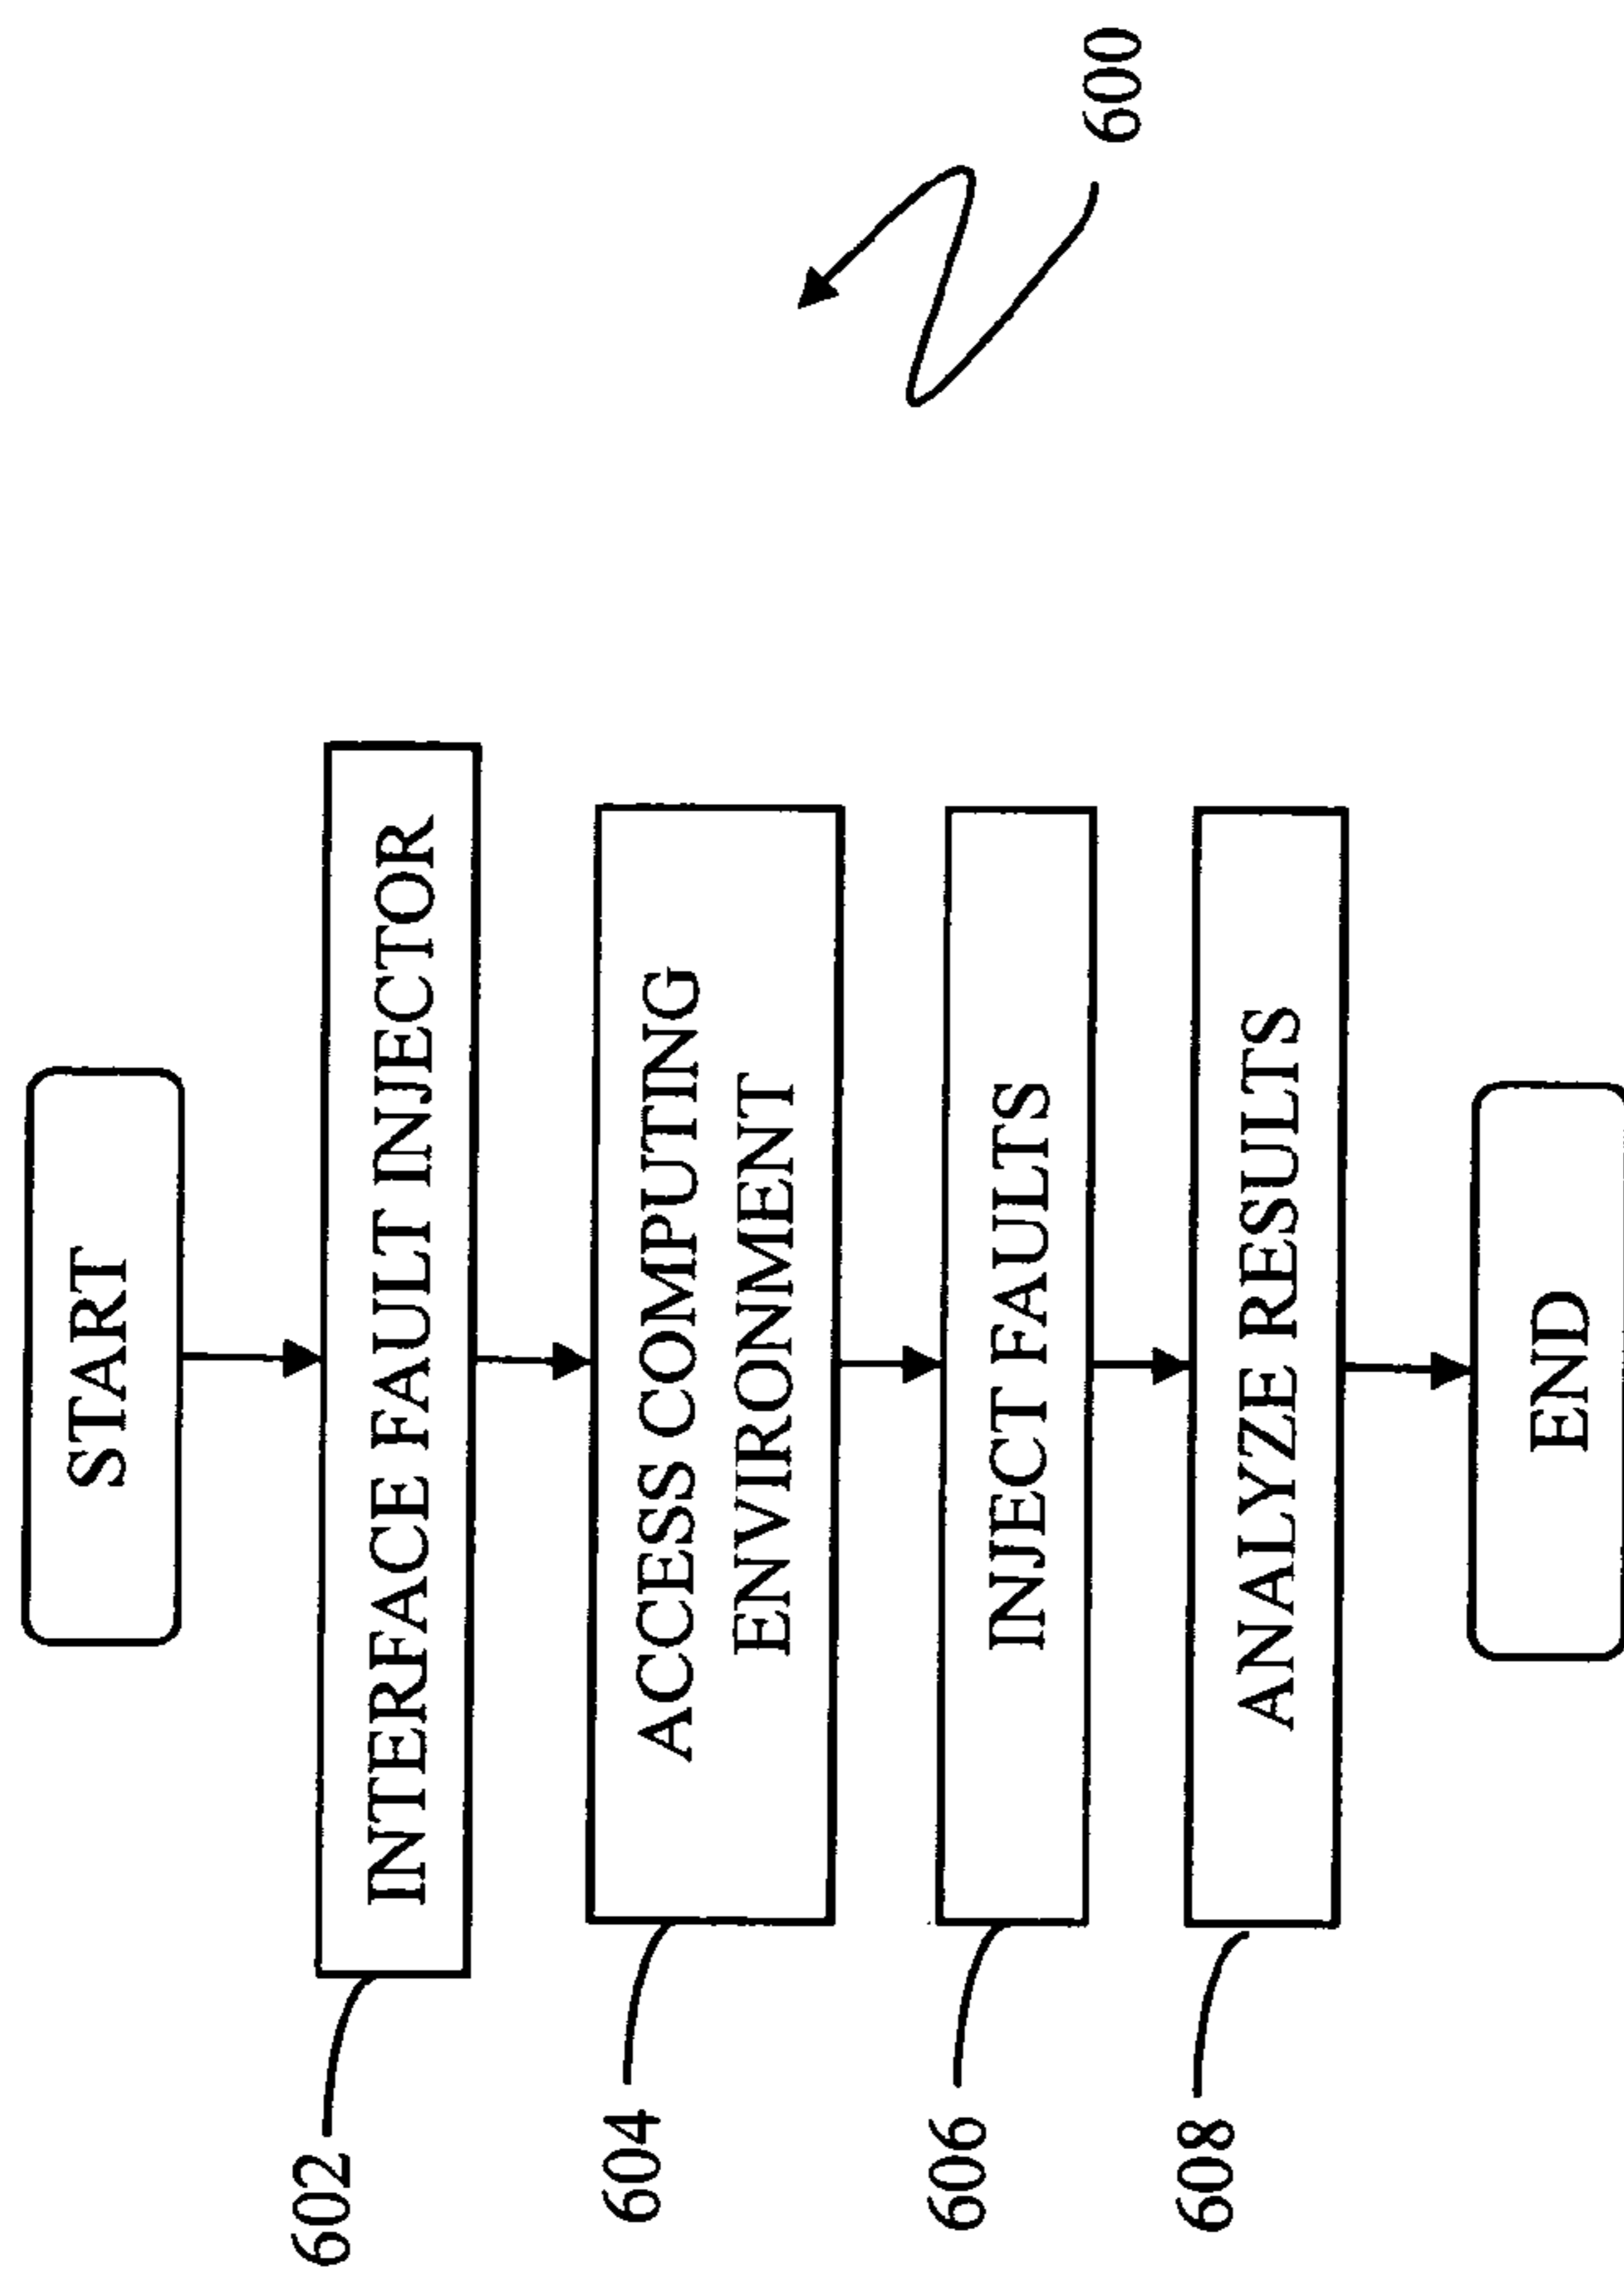 START
602
INTERFACE FAULT INJECTOR
604
ACCESS COMPUTING
ENVIRONMENT
606
INJECT FAULTS
608
ANALYZE RESULTS
END
600